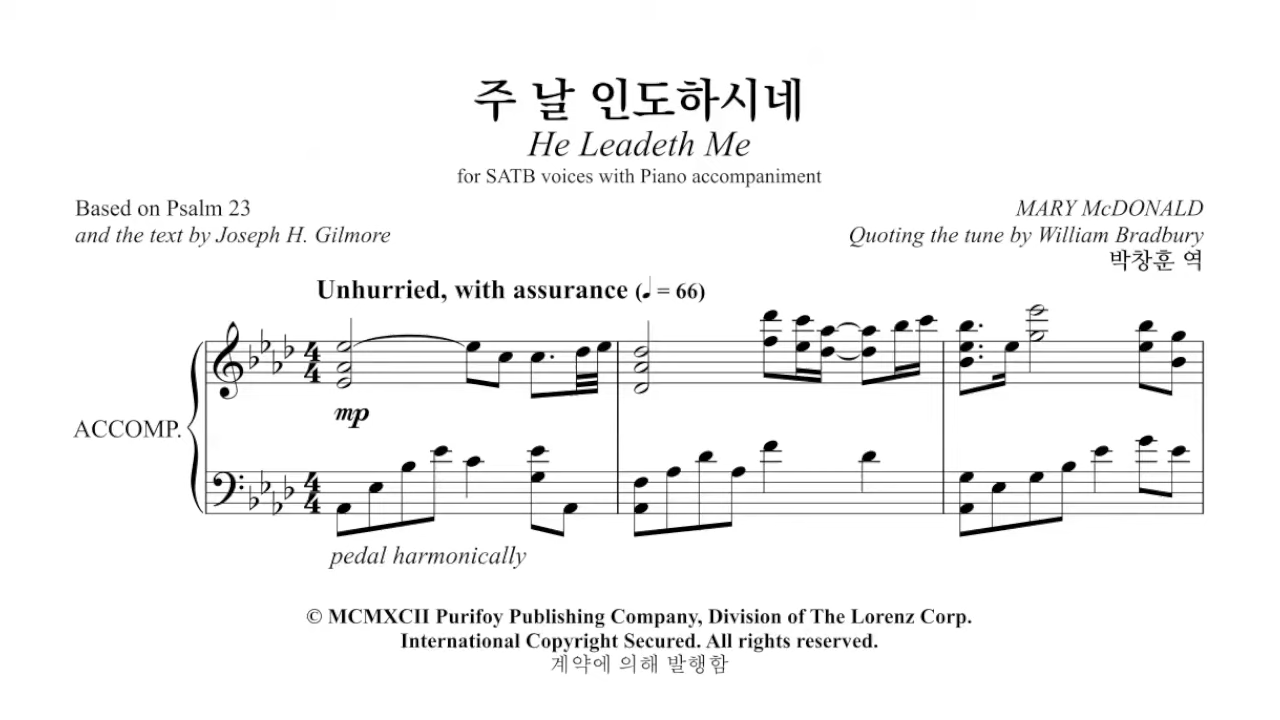 주 날 인도하시네
He Leadeth Me
for SATB voices with Piano accompaniment
Based on Psalm 23
and the text by Joseph H. Gilmore
MARY McDONALD
Quoting the tune by William Bradbury
박창훈 역
Unhurried, with assurance (♩ = 66)
mp
ACCOMP.
pedal harmonically
© MCMXCII Purifoy Publishing Company, Division of The Lorenz Corp.
International Copyright Secured. All rights reserved.
계약에 의해 발행함